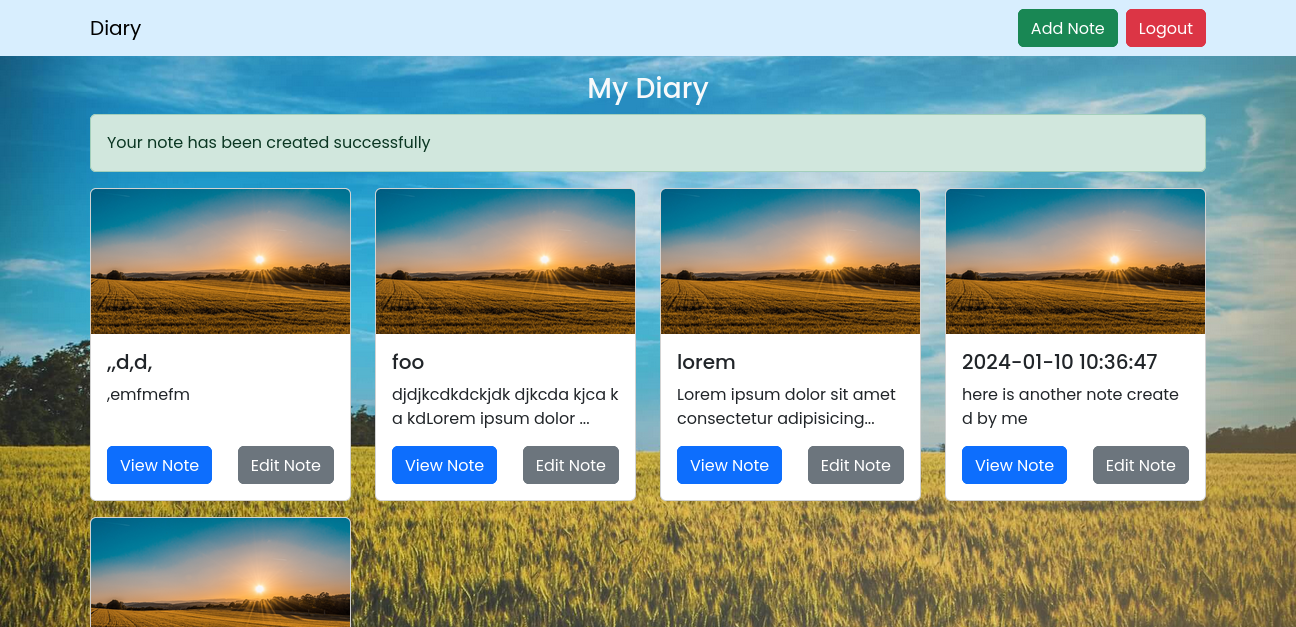 Diary
Add Note
Logout
My Diary
Your note has been created successfully
,,d,d,
,emfmefm
View Note
Edit Note
foo
djdjkcdkdckjdk djkcda kjca k
a kdLorem ipsum dolor ...
View Note
Edit Note
lorem
Lorem ipsum dolor sit amet
consectetur adipisicing...
View Note
Edit Note
2024-01-10 10:36:47
here is another note create
d by me
View Note
Edit Note